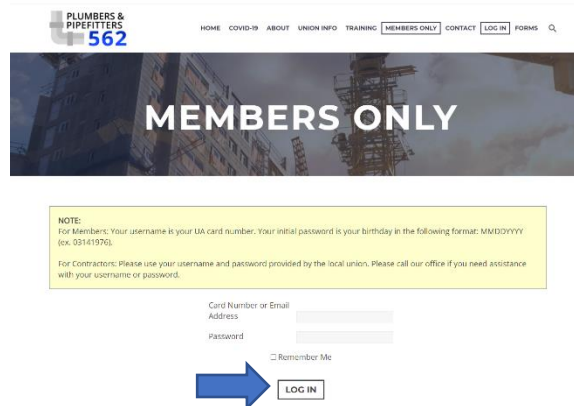 PLUMBERS &
PIPEFITTERS
562
HOME COVID-19 ABOUT UNION INFO TRAINING MEMBERS ONLY CONTACT LOG IN FORMS
MEMBERS ONLY
NOTE:
For Members: Your username is your UA card number. Your initial password is your birthday in the following format: MMDDYYYY
(ex. 03141976).
For Contractors: Please use your username and password provided by the local union. Please call our office if you need assistance
with your username or password.
Card Number or Email
Address
Password
Remember Me
LOG IN